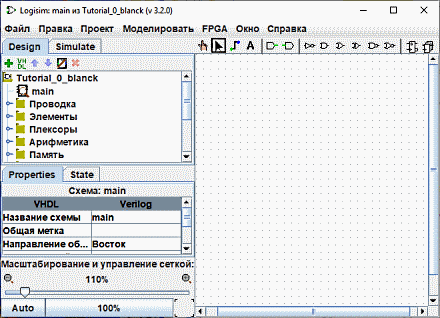 Logisim: main из Tutorial_0_blanck (v 3.2.0)
Файл Правка Проект Моделировать FPGA Окно Справка
Design Simulate
VH DL
A
Tutorial_0_blanck
main
Проводка
Элементы
Плексоры
Арифметика
Память
Properties State
Схема: main
VHDL Verilog
Название схемы main
Общая метка
Направление об... Восток
Масштабирование и управление сеткой:
110%
Auto 100%